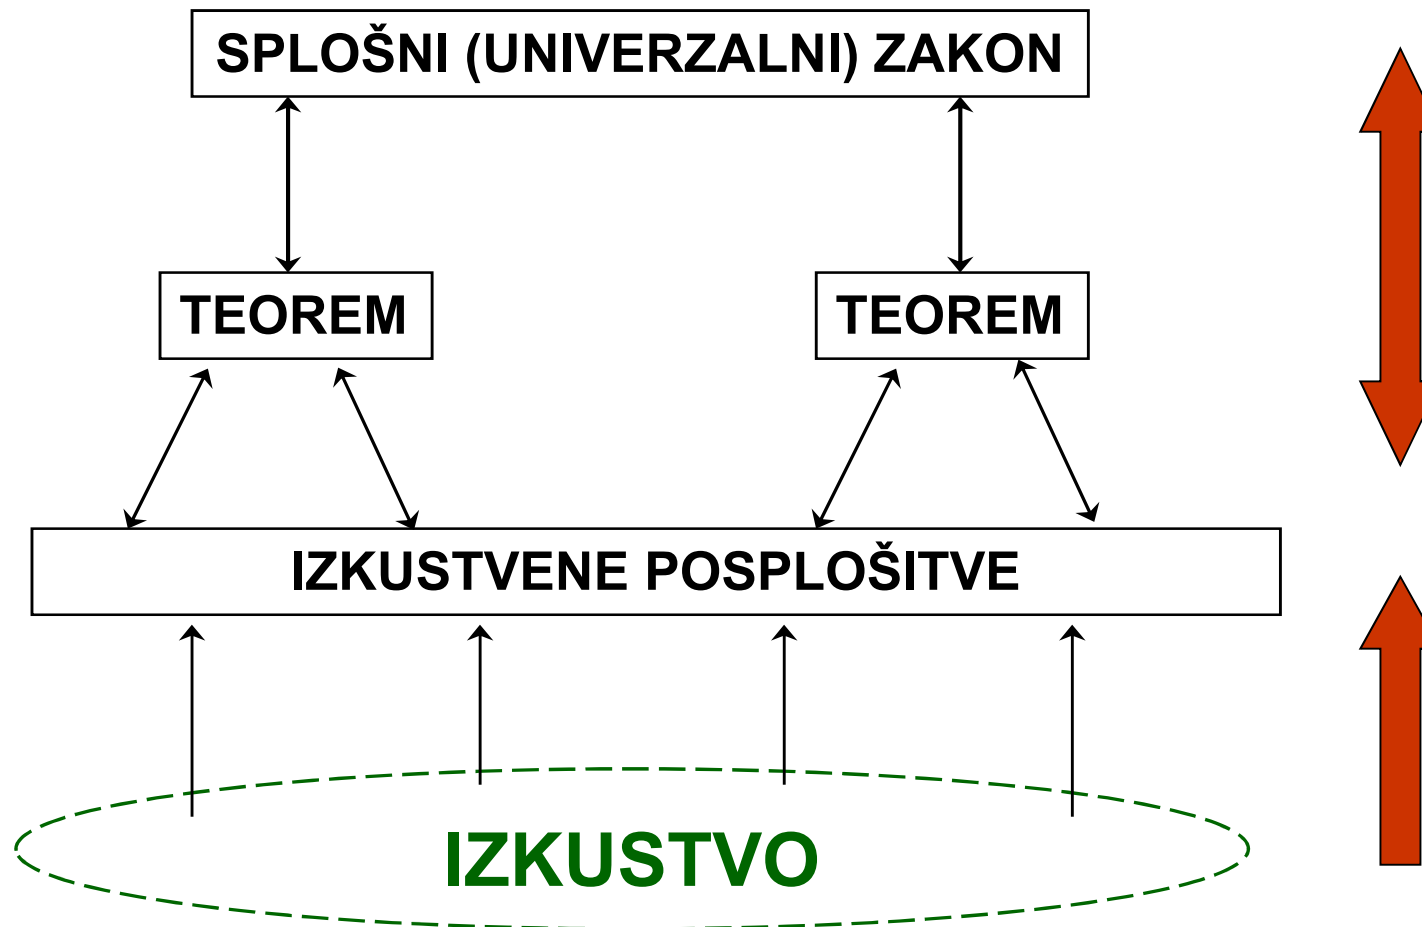 SPLOŠNI (UNIVERZALNI) ZAKON
TEOREM
TEOREM
IZKUSTVENE POSPLOŠITVE
IZKUSTVO